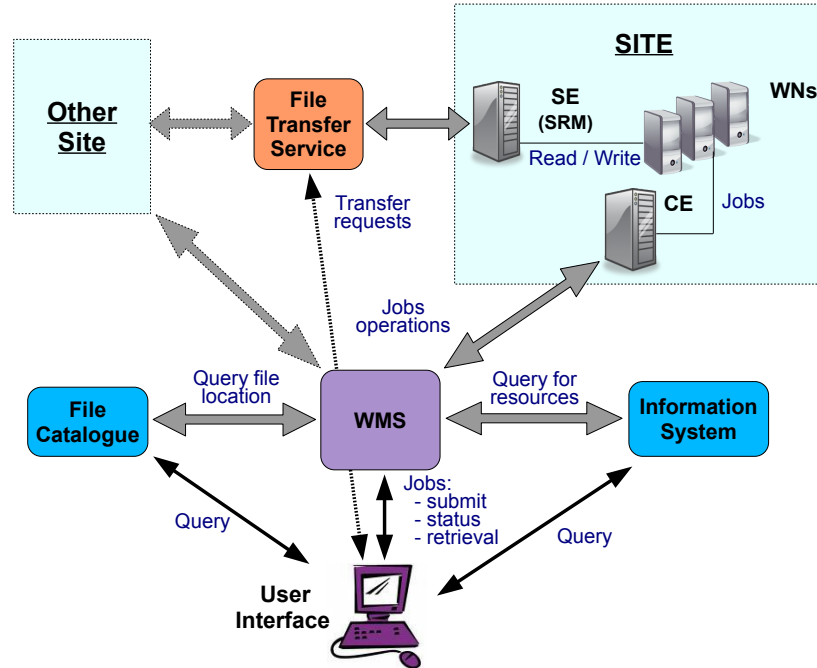 SITE
Other
Site
File
Transfer
Service
SE
(SRM)
WNs
Read / Write
CE
Jobs
Transfer
requests
Jobs
operations
Query file
location
Query for
resources
File
Catalogue
WMS
Information
System
Jobs:
- submit
- status
- retrieval
Query
Query
User
Interface